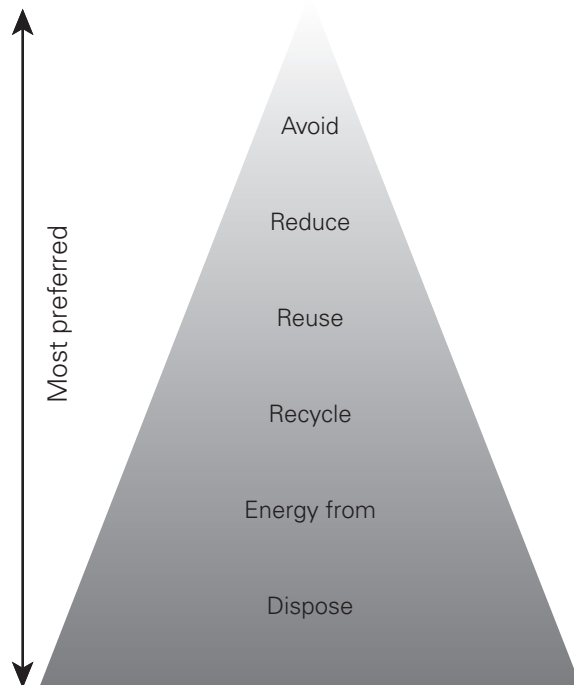 Most preferred
Avoid
Reduce
Reuse
Recycle
Energy from
Dispose